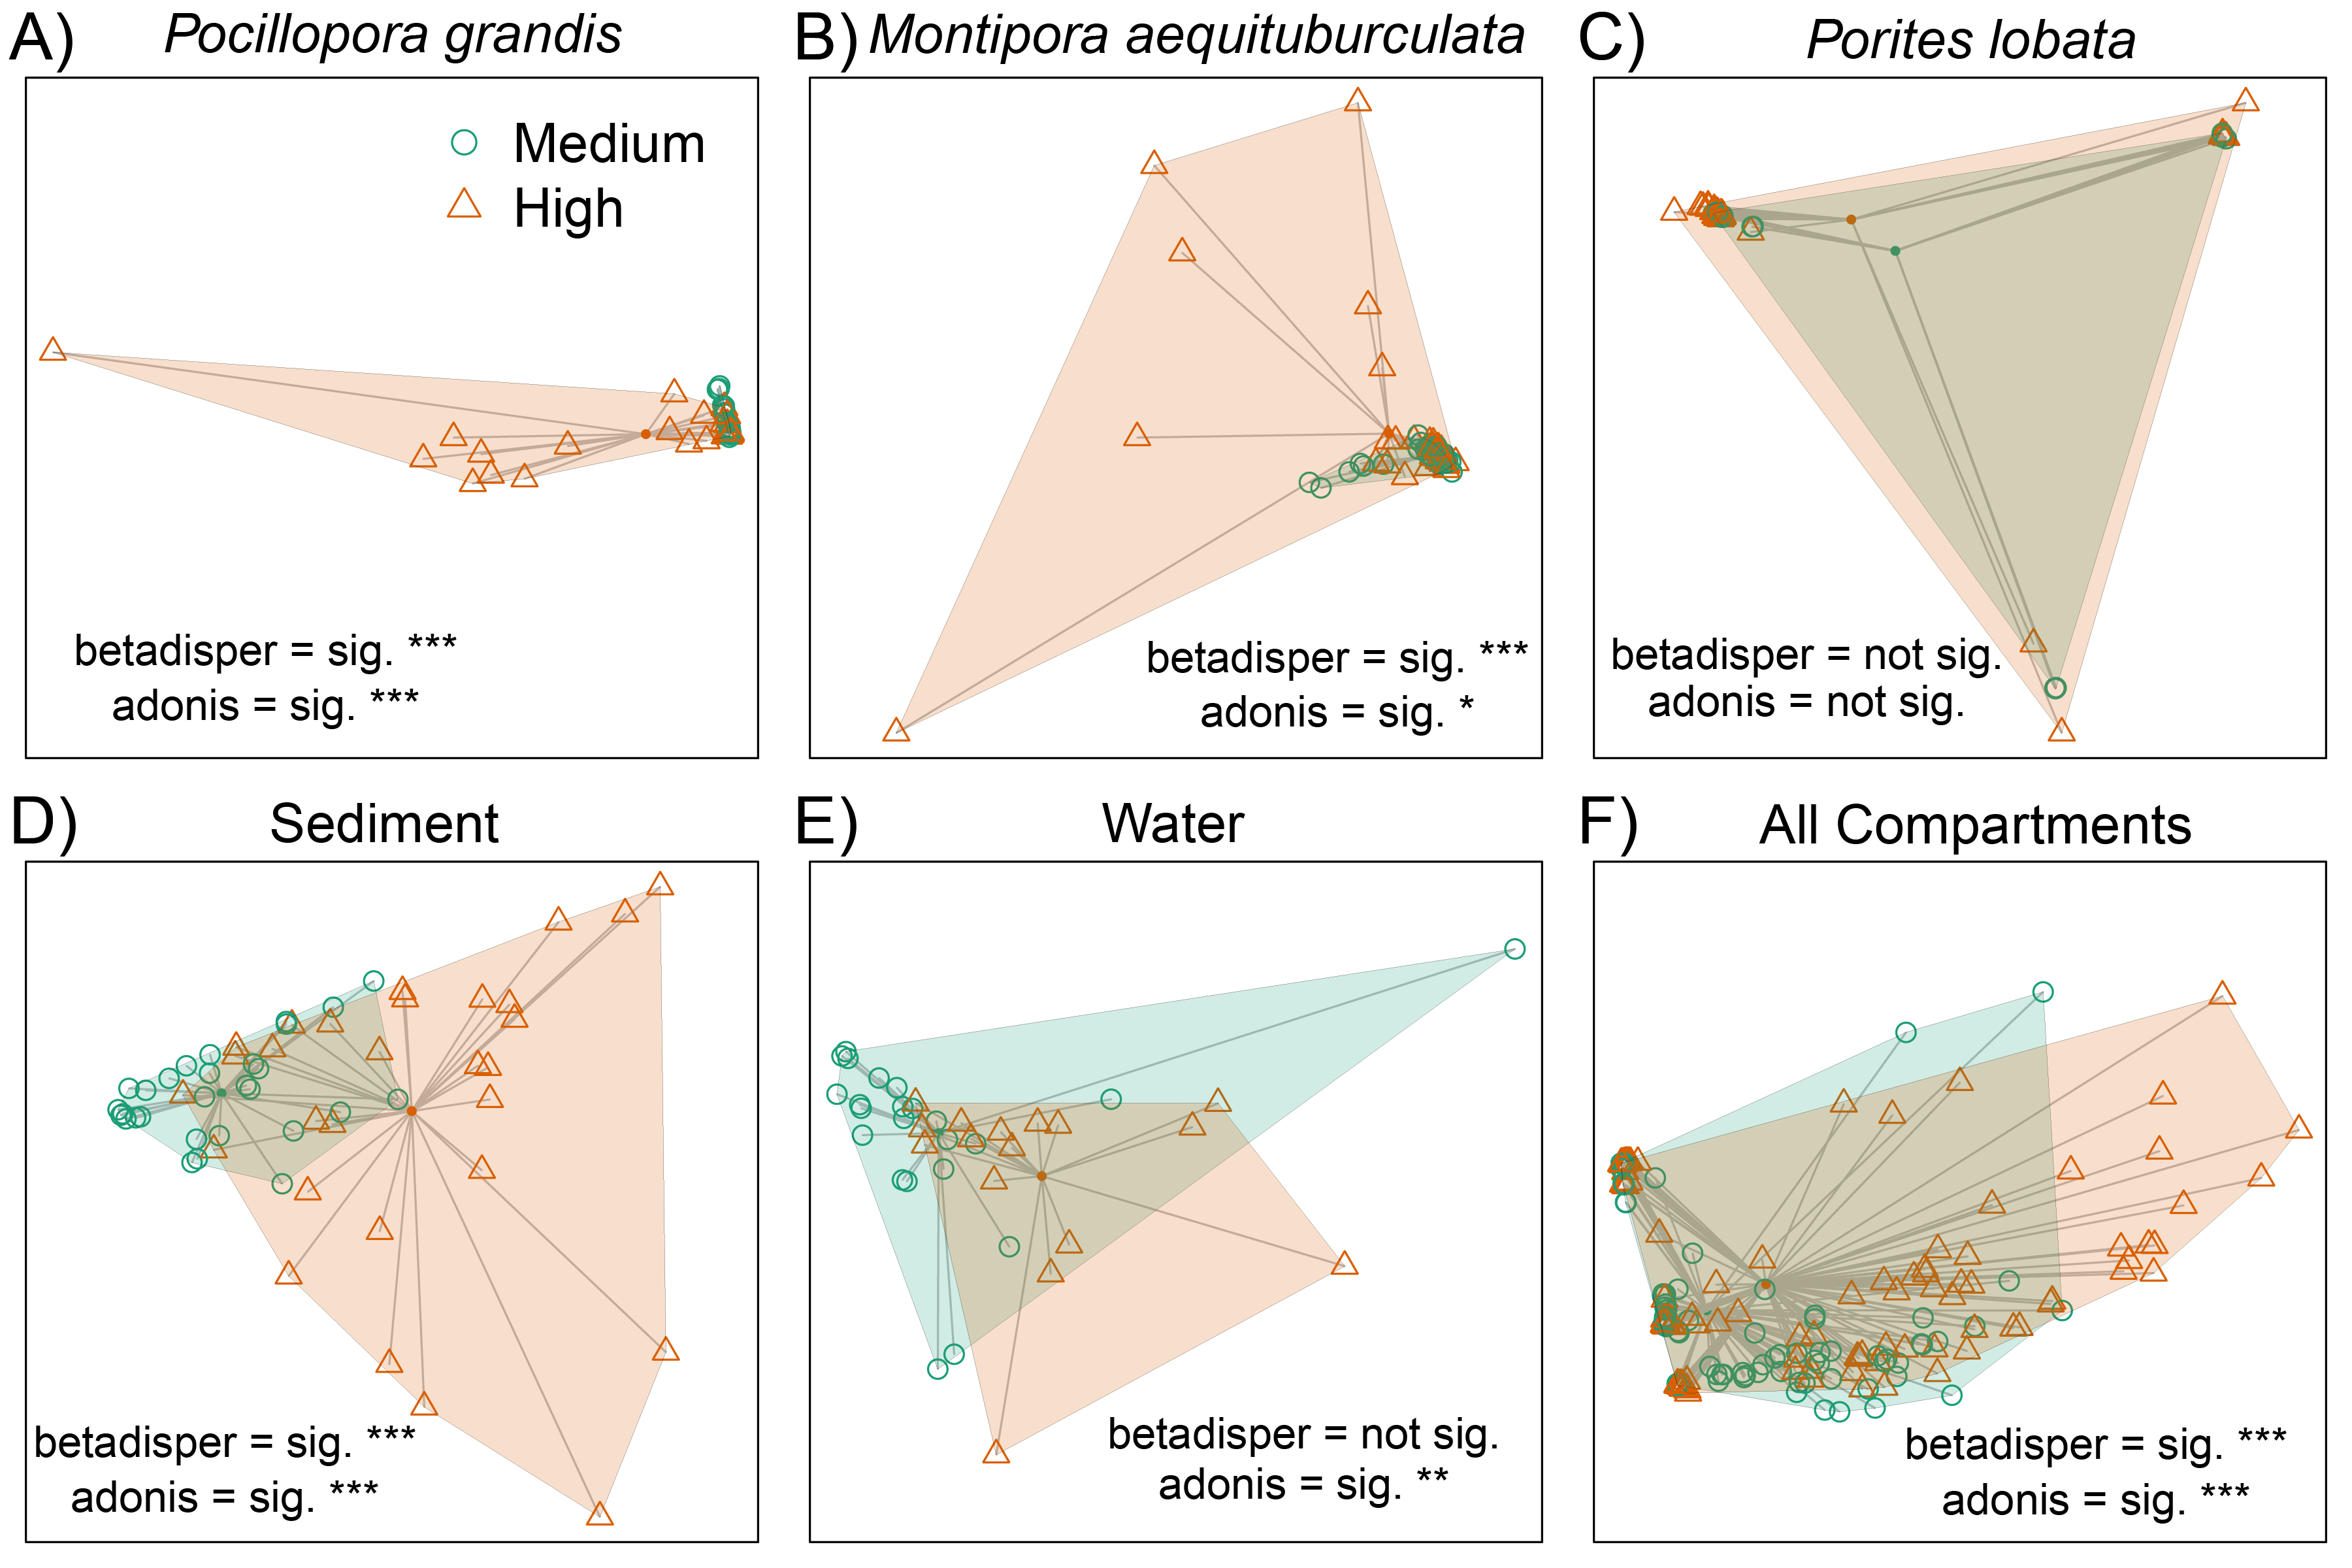 A) Pocillopora grandis
Medium
High
betadisper = sig. ***
adonis = sig. ***
B) Montipora aequituburculata
betadisper = sig. ***
adonis = sig. *
C) Porites lobata
betadisper = not sig.
adonis = not sig.
D) Sediment
betadisper = sig. ***
adonis = sig. ***
E) Water
betadisper = not sig.
adonis = sig. **
F) All Compartments
betadisper = sig. ***
adonis = sig. ***